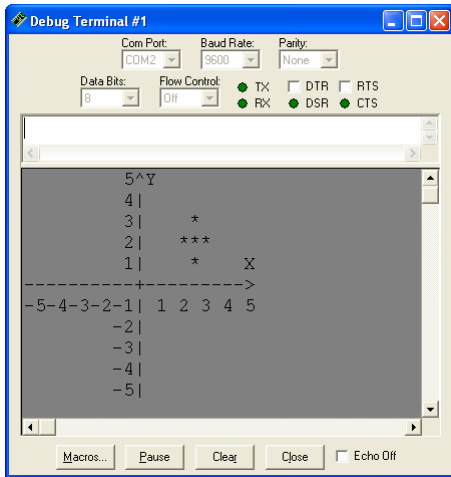 Debug Terminal #1
Com Port: Baud Rate: Parity:
COM2 9600 None
Data Bits: Flow Control: TX DTR RTS
8 Off RX DSR CTS
5^Y
4|
3|    *
2|   ***
1|    *    X
----------+--------->
-5-4-3-2-1| 1 2 3 4 5
-2|
-3|
-4|
-5|
Macros... Pause Clear Close Echo Off